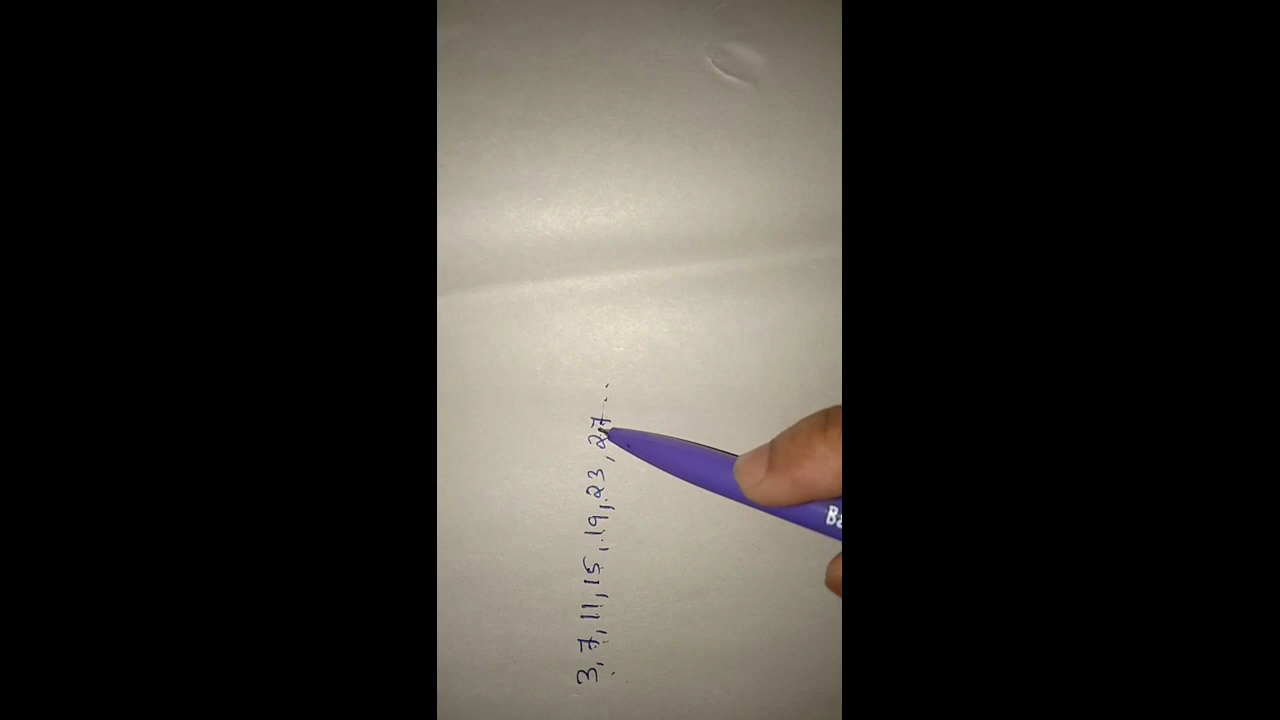 3, 7, 11, 15, 19, 23, 27...